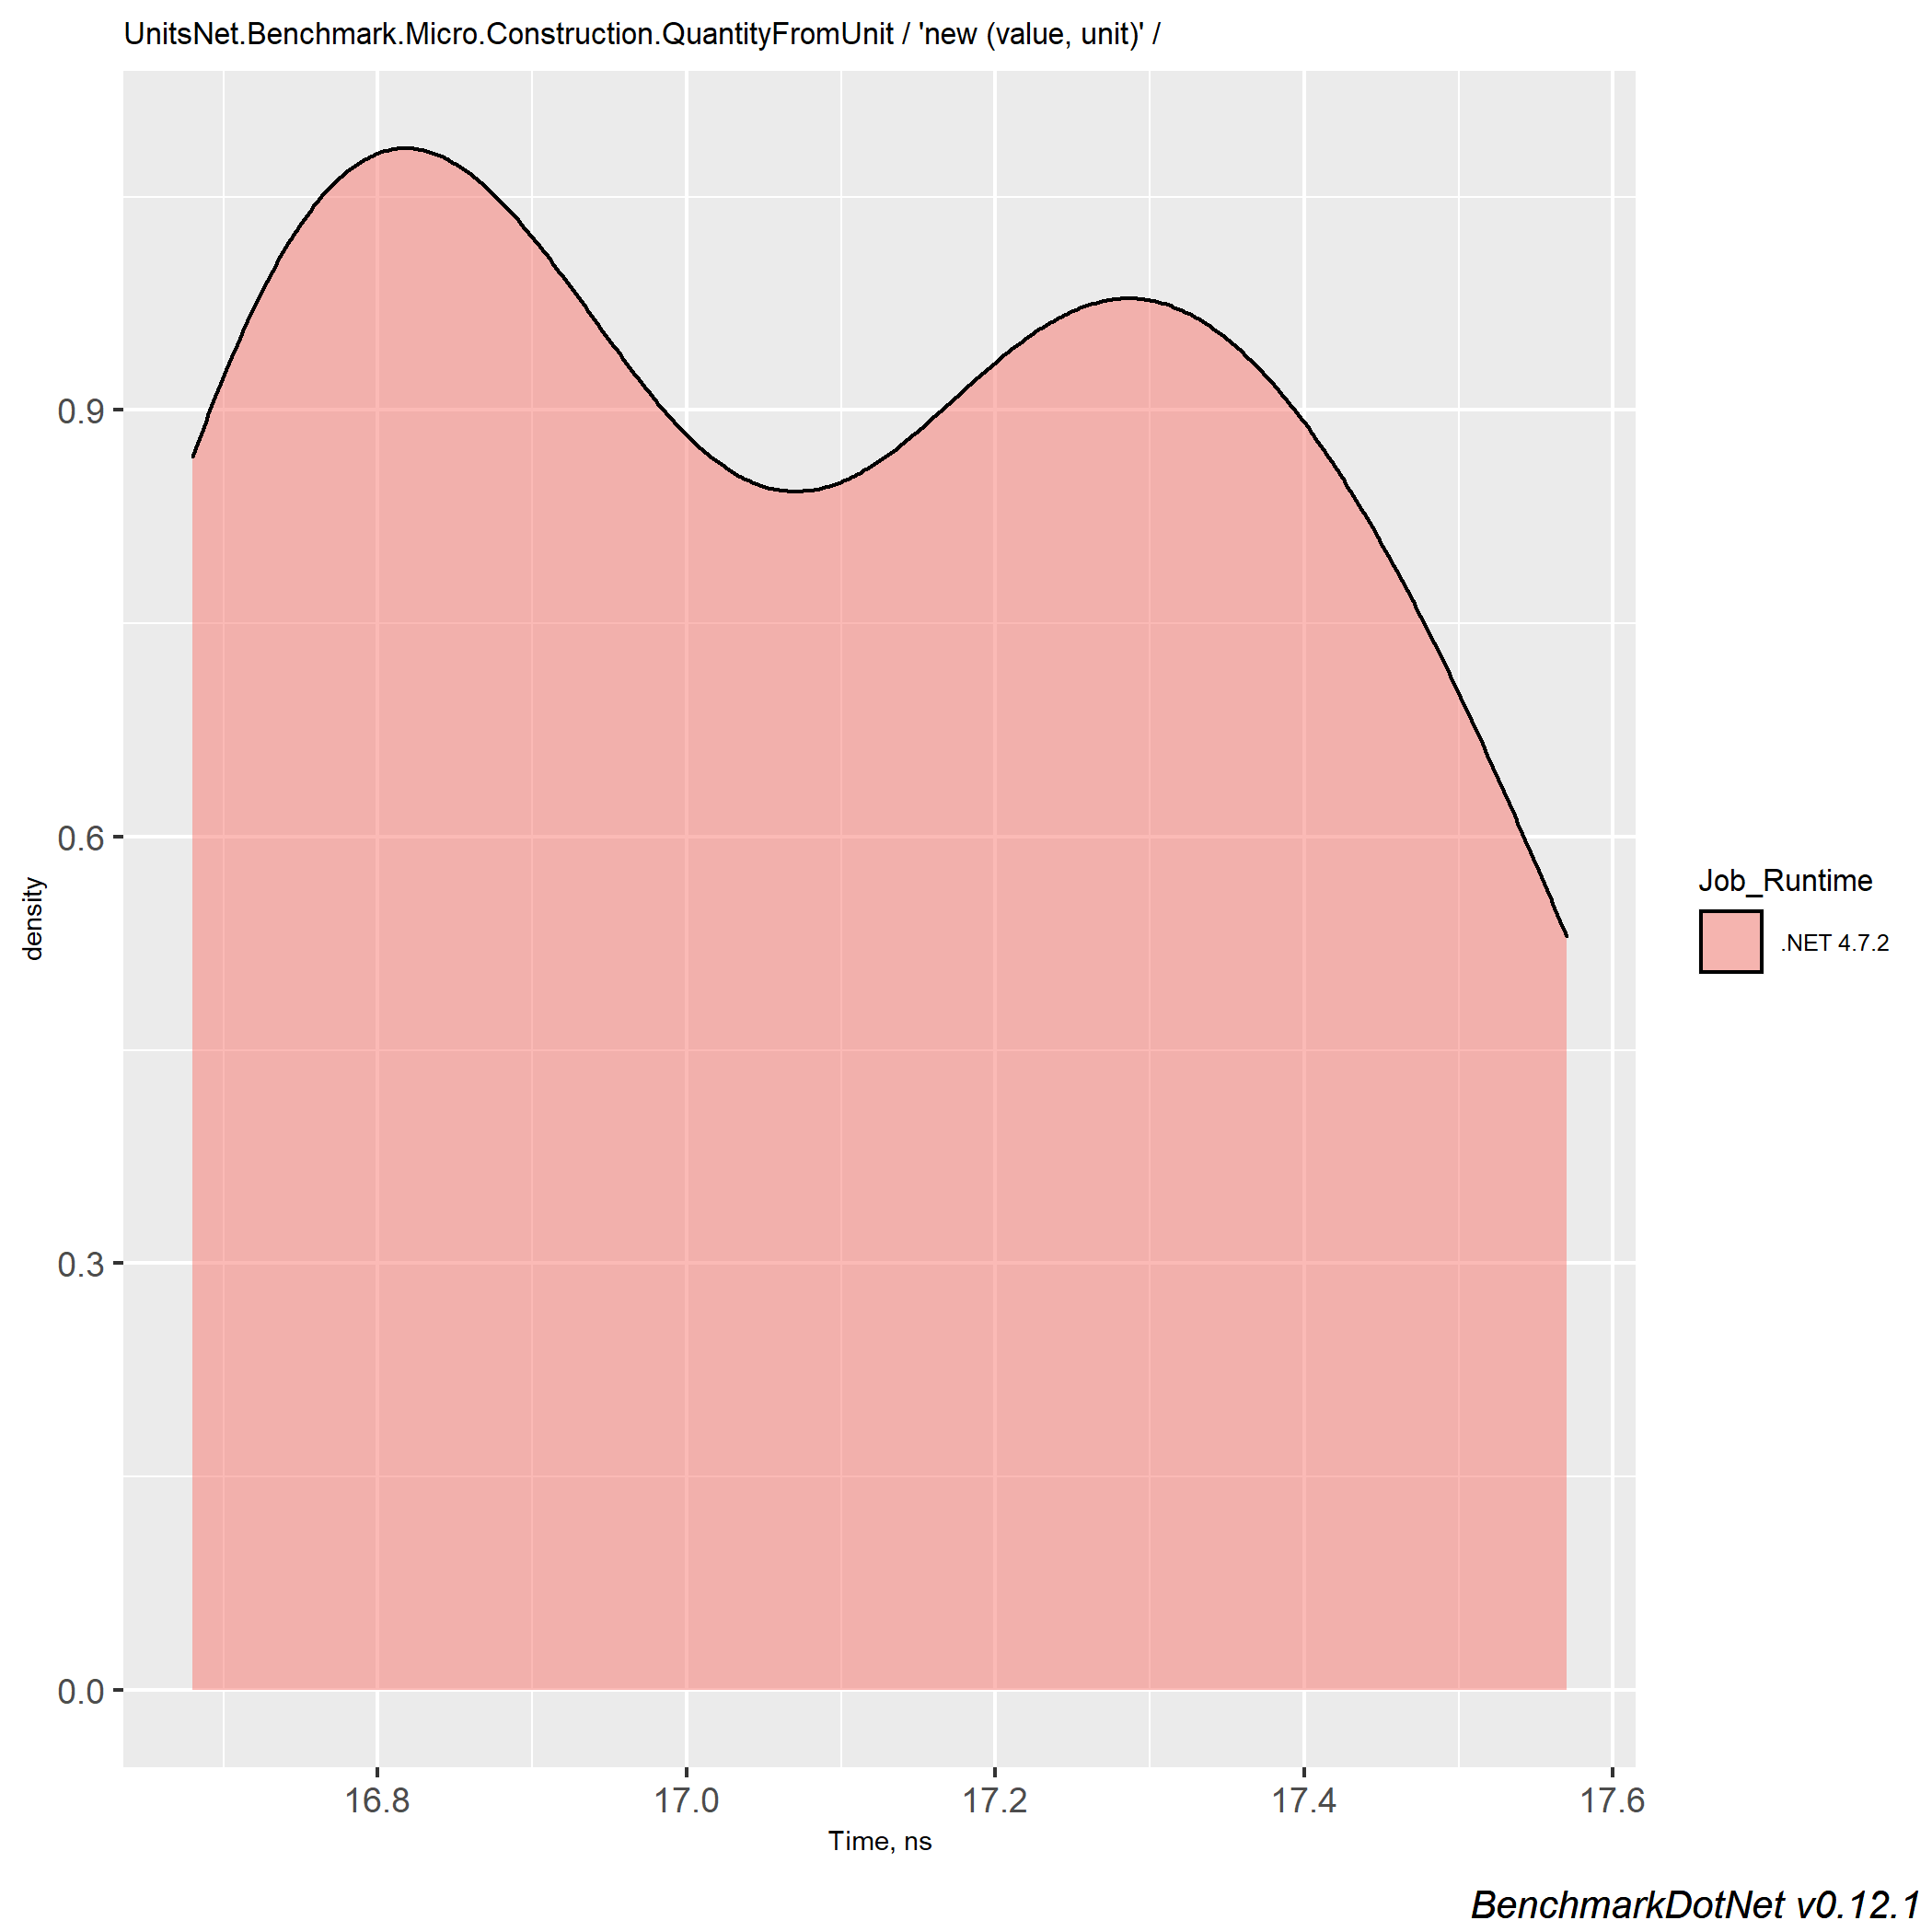 UnitsNet.Benchmark.Micro.Construction.QuantityFromUnit / 'new (value, unit)' /
0.9
0.6
0.3
0.0
density
16.8 17.0 17.2 17.4 17.6
Time, ns
Job_Runtime
.NET 4.7.2
BenchmarkDotNet v0.12.1